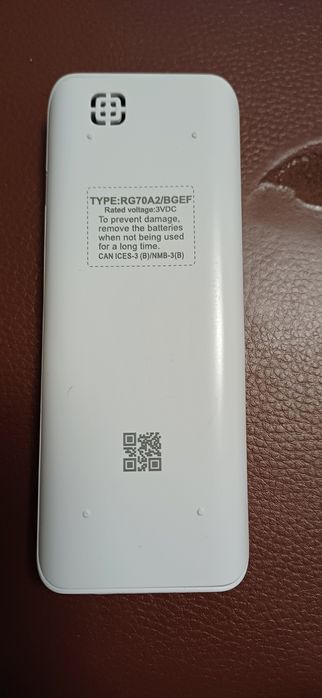 TYPE:RG70A2/BGEF
Rated voltage:3VDC
To prevent damage,
remove the batteries
when not being used
for a long time.
CAN ICES-3 (B)/NMB-3(B)